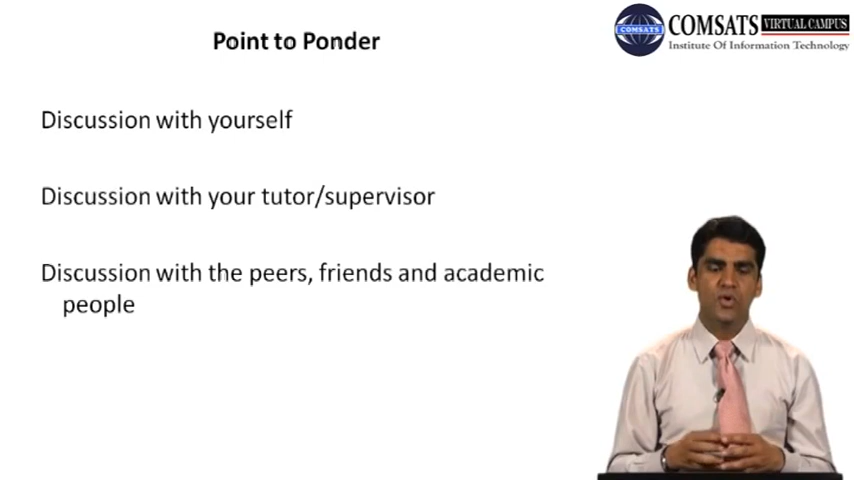 Point to Ponder
COMSATS VIRTUAL CAMPUS
COMSATS
Institute Of Information Technology
Discussion with yourself
Discussion with your tutor/supervisor
Discussion with the peers, friends and academic
people